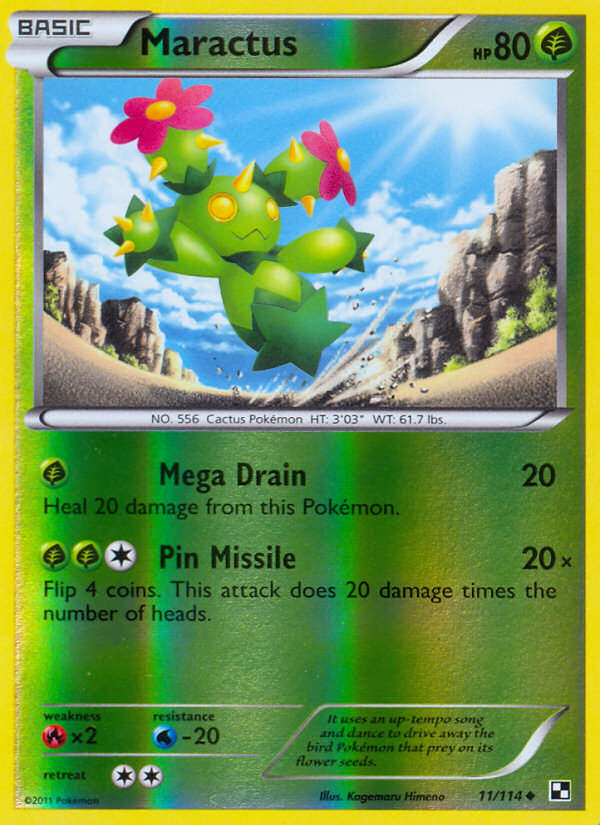 BASIC
Maractus
HP80
NO. 556 Cactus Pokémon HT: 3'03" WT: 61.7 lbs.
Mega Drain 20
Heal 20 damage from this Pokémon.
Pin Missile 20×
Flip 4 coins. This attack does 20 damage times the
number of heads.
weakness resistance
×2 -20
It uses an up-tempo song
and dance to drive away the
bird Pokémon that prey on its
flower seeds.
retreat
©2011 Pokémon
Illus. Kagemaru Himeno 11/114